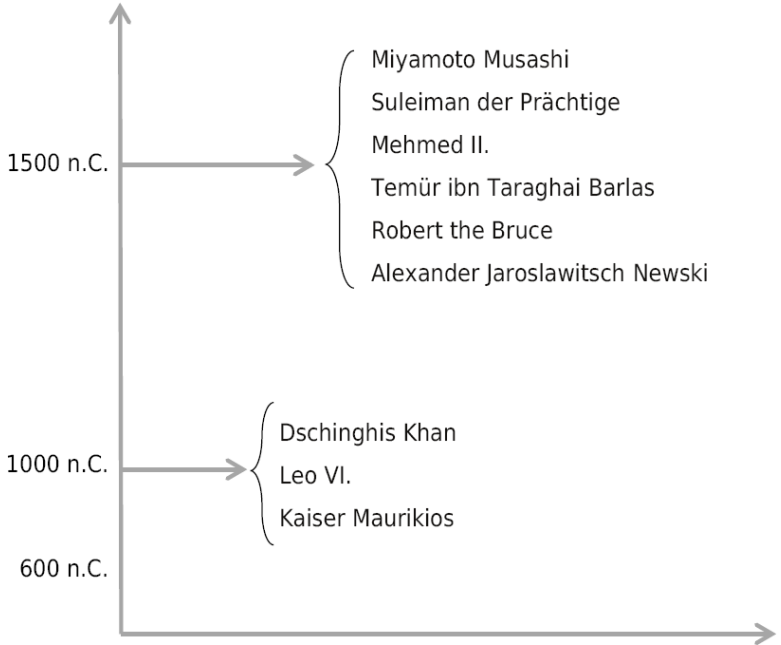 Miyamoto Musashi
Suleiman der Prächtige
Mehmed II.
1500 n.C.
Temür ibn Taraghai Barlas
Robert the Bruce
Alexander Jaroslawitsch Newski
Dschinghis Khan
1000 n.C.
Leo VI.
Kaiser Maurikios
600 n.C.